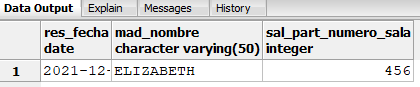 Data Output Explain Messages History
res_fecha mad_nombre sal_part_numero_sala
date character varying(50) integer
1 2021-12- ELIZABETH 456